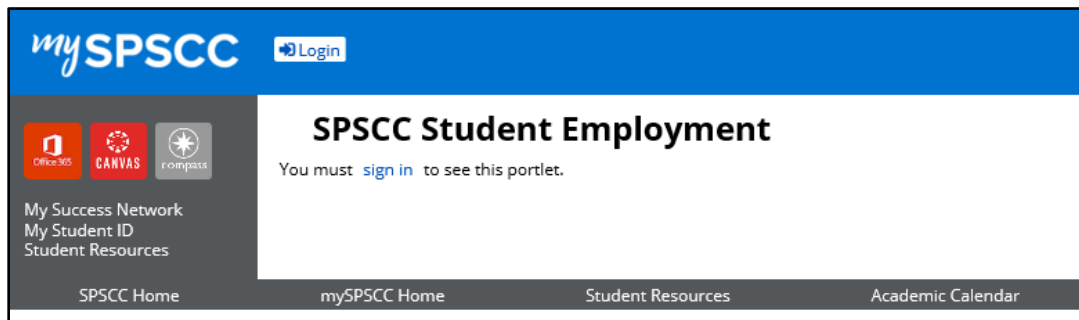 mySPSCC
Login
Office 365
CANVAS
compass
My Success Network
My Student ID
Student Resources
SPSCC Student Employment
You must sign in to see this portlet.
SPSCC Home mySPSCC Home Student Resources Academic Calendar